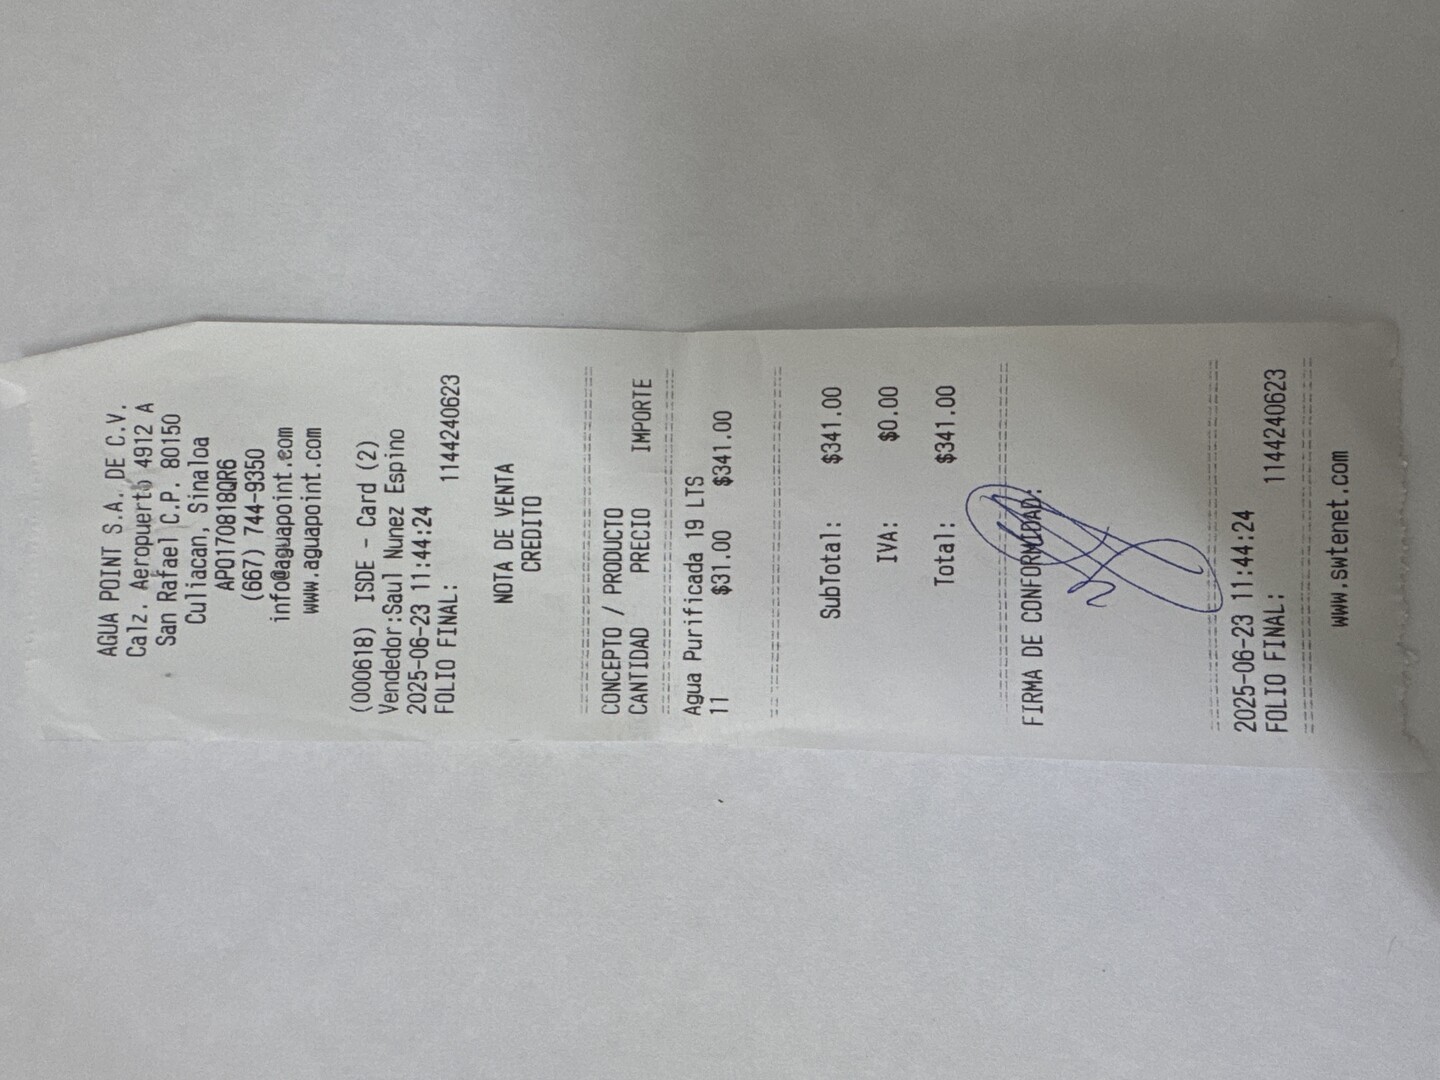 AGUA POINT S.A. DE C.V.
Calz. Aeropuerto 4912 A
San Rafael C.P. 80150
Culiacan, Sinaloa
APO170818QR6
(667) 744-9350
info@aguapoint.com
www.aguapoint.com
(000618) ISDE - Card (2)
Vendedor:Saul Nunez Espino
2025-06-23 11:44:24
FOLIO FINAL: 1144240623
NOTA DE VENTA
CREDITO
CONCEPTO / PRODUCTO
CANTIDAD PRECIO IMPORTE
Agua Purificada 19 LTS
11 $31.00 $341.00
SubTotal: $341.00
IVA: $0.00
Total: $341.00
FIRMA DE CONFORMIDAD:
2025-06-23 11:44:24
FOLIO FINAL: 1144240623
www.swtenet.com